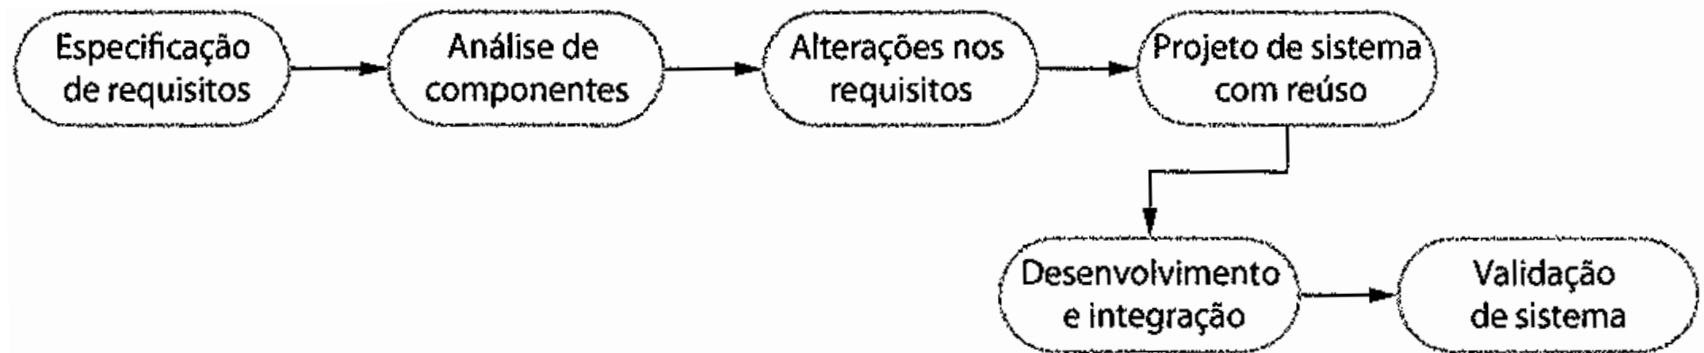 Especificação
de requisitos
Análise de
componentes
Alterações nos
requisitos
Projeto de sistema
com reúso
Desenvolvimento
e integração
Validação
de sistema